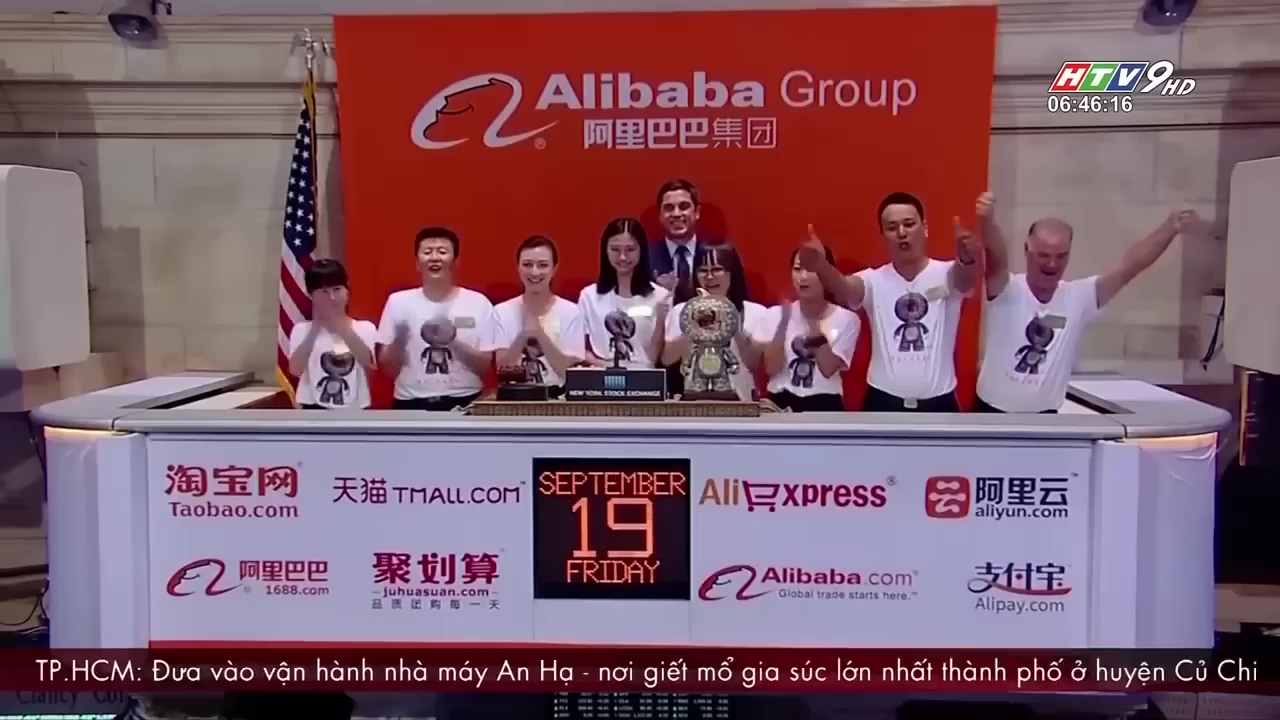 Alibaba Group
阿里巴巴集团
HTV9 HD
06:46:16
NEW YORK STOCK EXCHANGE
淘宝网
Taobao.com
天猫 TMALL.COM™
SEPTEMBER
19
FRIDAY
AliExpress®
阿里云
aliyun.com
阿里巴巴
1688.com
聚划算
juhuasuan.com
品质团购每一天
Alibaba.com®
Global trade starts here.™
支付宝
Alipay.com
TP.HCM: Đưa vào vận hành nhà máy An Hạ - nơi giết mổ gia súc lớn nhất thành phố ở huyện Củ Chi